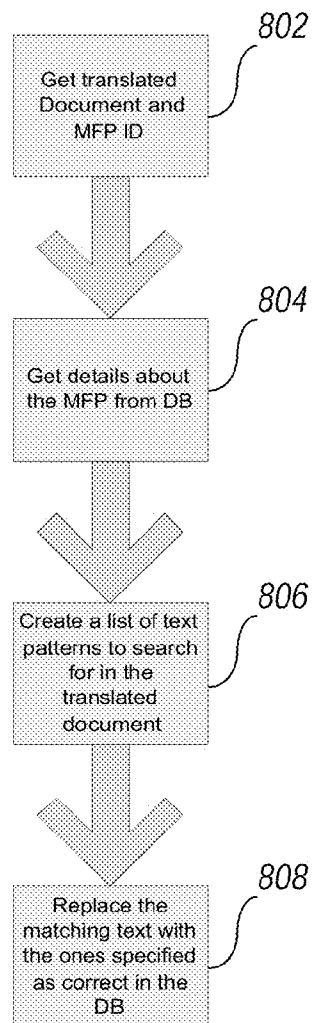 802
Get translated
Document and
MFP ID
804
Get details about
the MFP from DB
806
Create a list of text
patterns to search
for in the
translated
document
808
Replace the
matching text with
the ones specified
as correct in the
DB